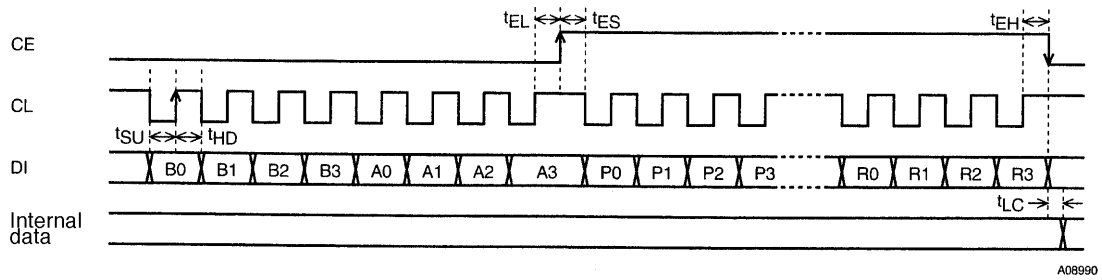 tEL tES tEH
CE
CL
tSU tHD
DI B0 B1 B2 B3 A0 A1 A2 A3 P0 P1 P2 P3 R0 R1 R2 R3
tLC
Internal
data
A08990